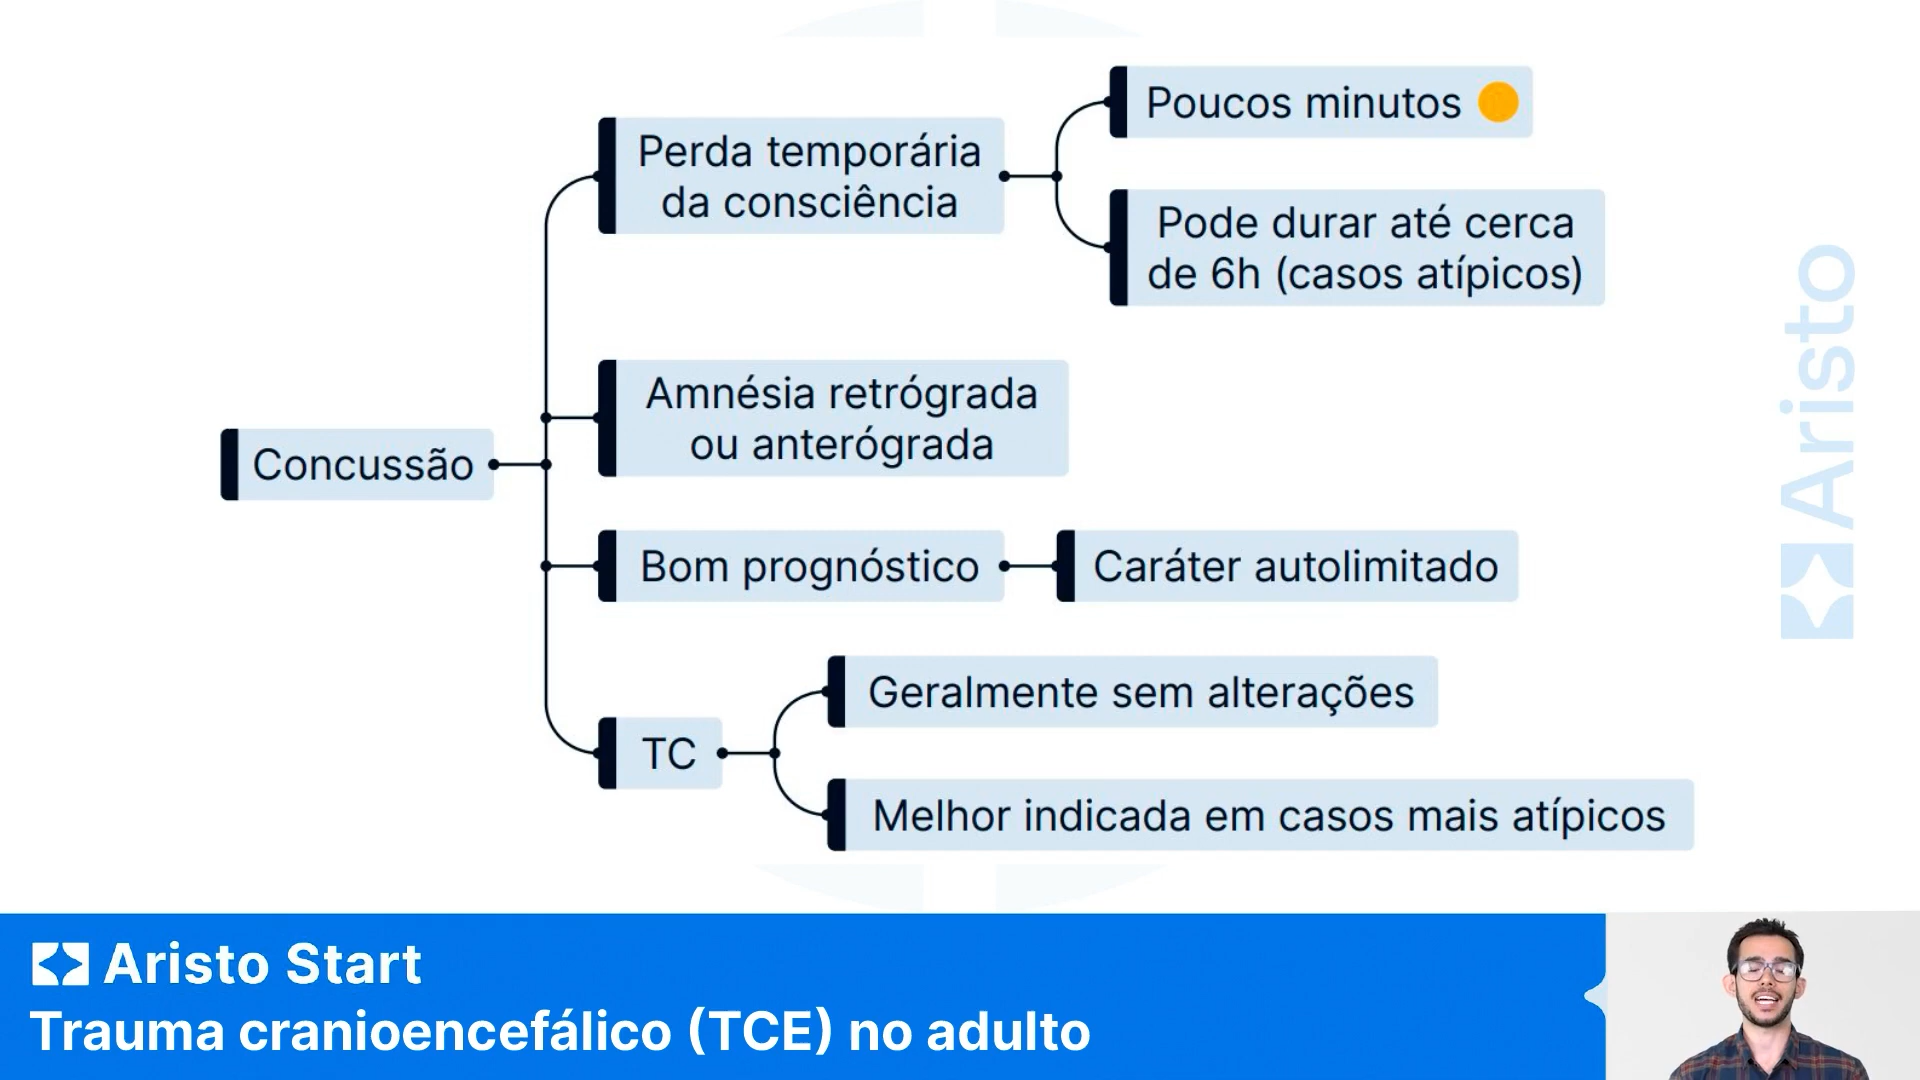 Poucos minutos
Perda temporária
da consciência
Pode durar até cerca
de 6h (casos atípicos)
Amnésia retrógrada
ou anterógrada
Concussão
Bom prognóstico
Caráter autolimitado
Geralmente sem alterações
TC
Melhor indicada em casos mais atípicos
Aristo
Aristo Start
Trauma cranioencefálico (TCE) no adulto